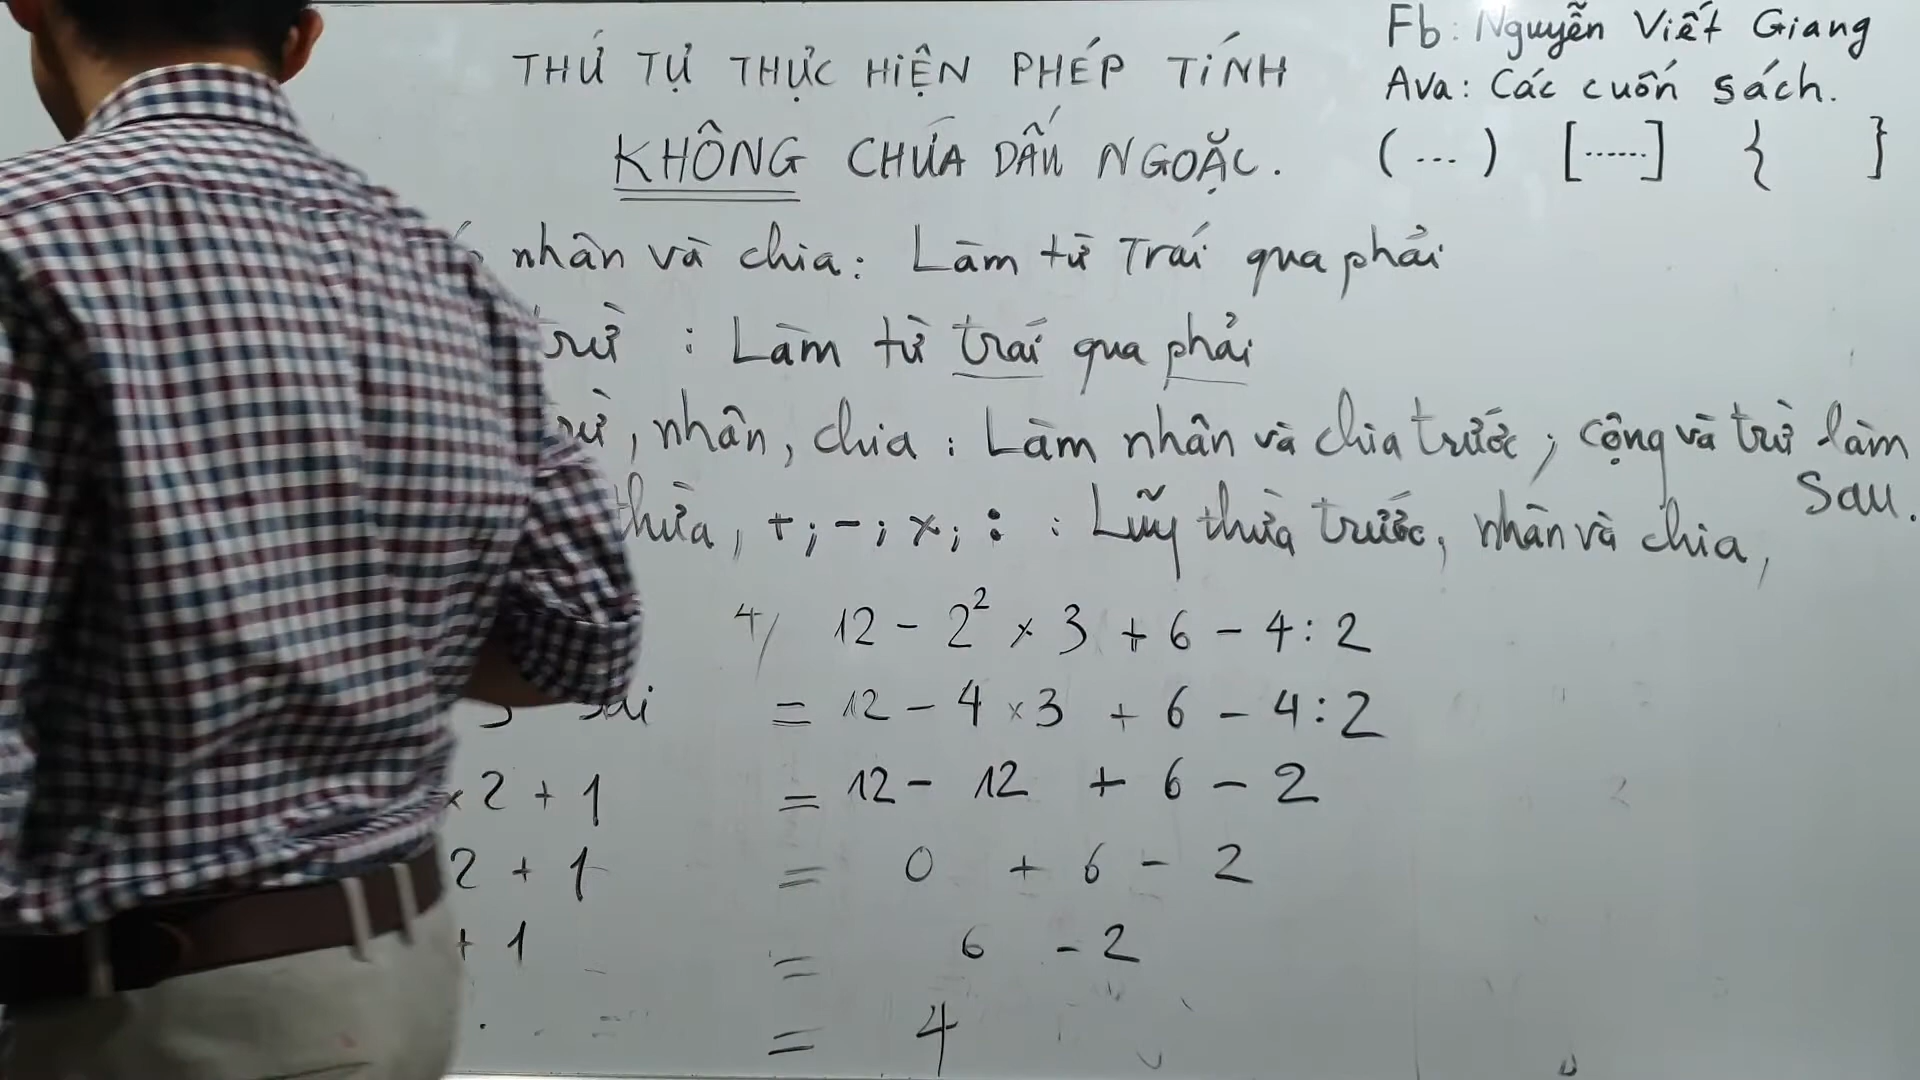 THỨ TỰ THỰC HIỆN PHÉP TÍNH
KHÔNG CHỨA DẤU NGOẶC.
Fb: Nguyễn Viết Giang
Ava: Các cuốn sách.
(...) [......] { }
nhân và chia: Làm từ Trái qua phải
trừ : Làm từ trái qua phải
, nhân, chia : Làm nhân và chia trước; cộng và trừ làm sau.
thừa, +; -; x; : : Lũy thừa trước, nhân và chia,
4/ 12 - 2² x 3 + 6 - 4 : 2
= 12 - 4 x 3 + 6 - 4 : 2
= 12 - 12 + 6 - 2
= 0 + 6 - 2
= 6 - 2
= 4
sai
x 2 + 1
2 + 1
+ 1